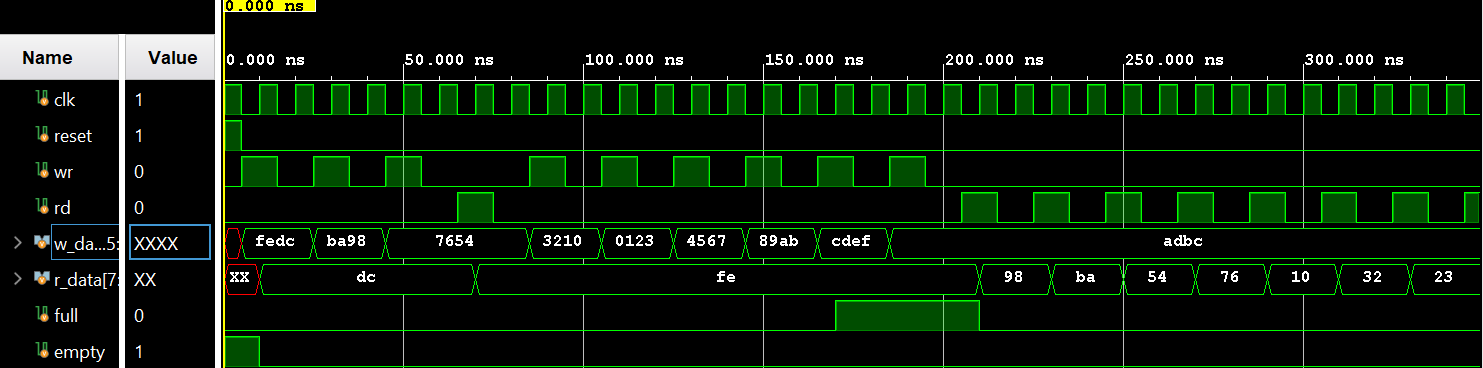 0.000 ns
Name Value
0.000 ns 50.000 ns 100.000 ns 150.000 ns 200.000 ns 250.000 ns 300.000 ns
clk 1
reset 1
wr 0
rd 0
w_da...5: XXXX fedc ba98 7654 3210 0123 4567 89ab cdef adbc
r_data[7: XX XX dc fe 98 ba 54 76 10 32 23
full 0
empty 1